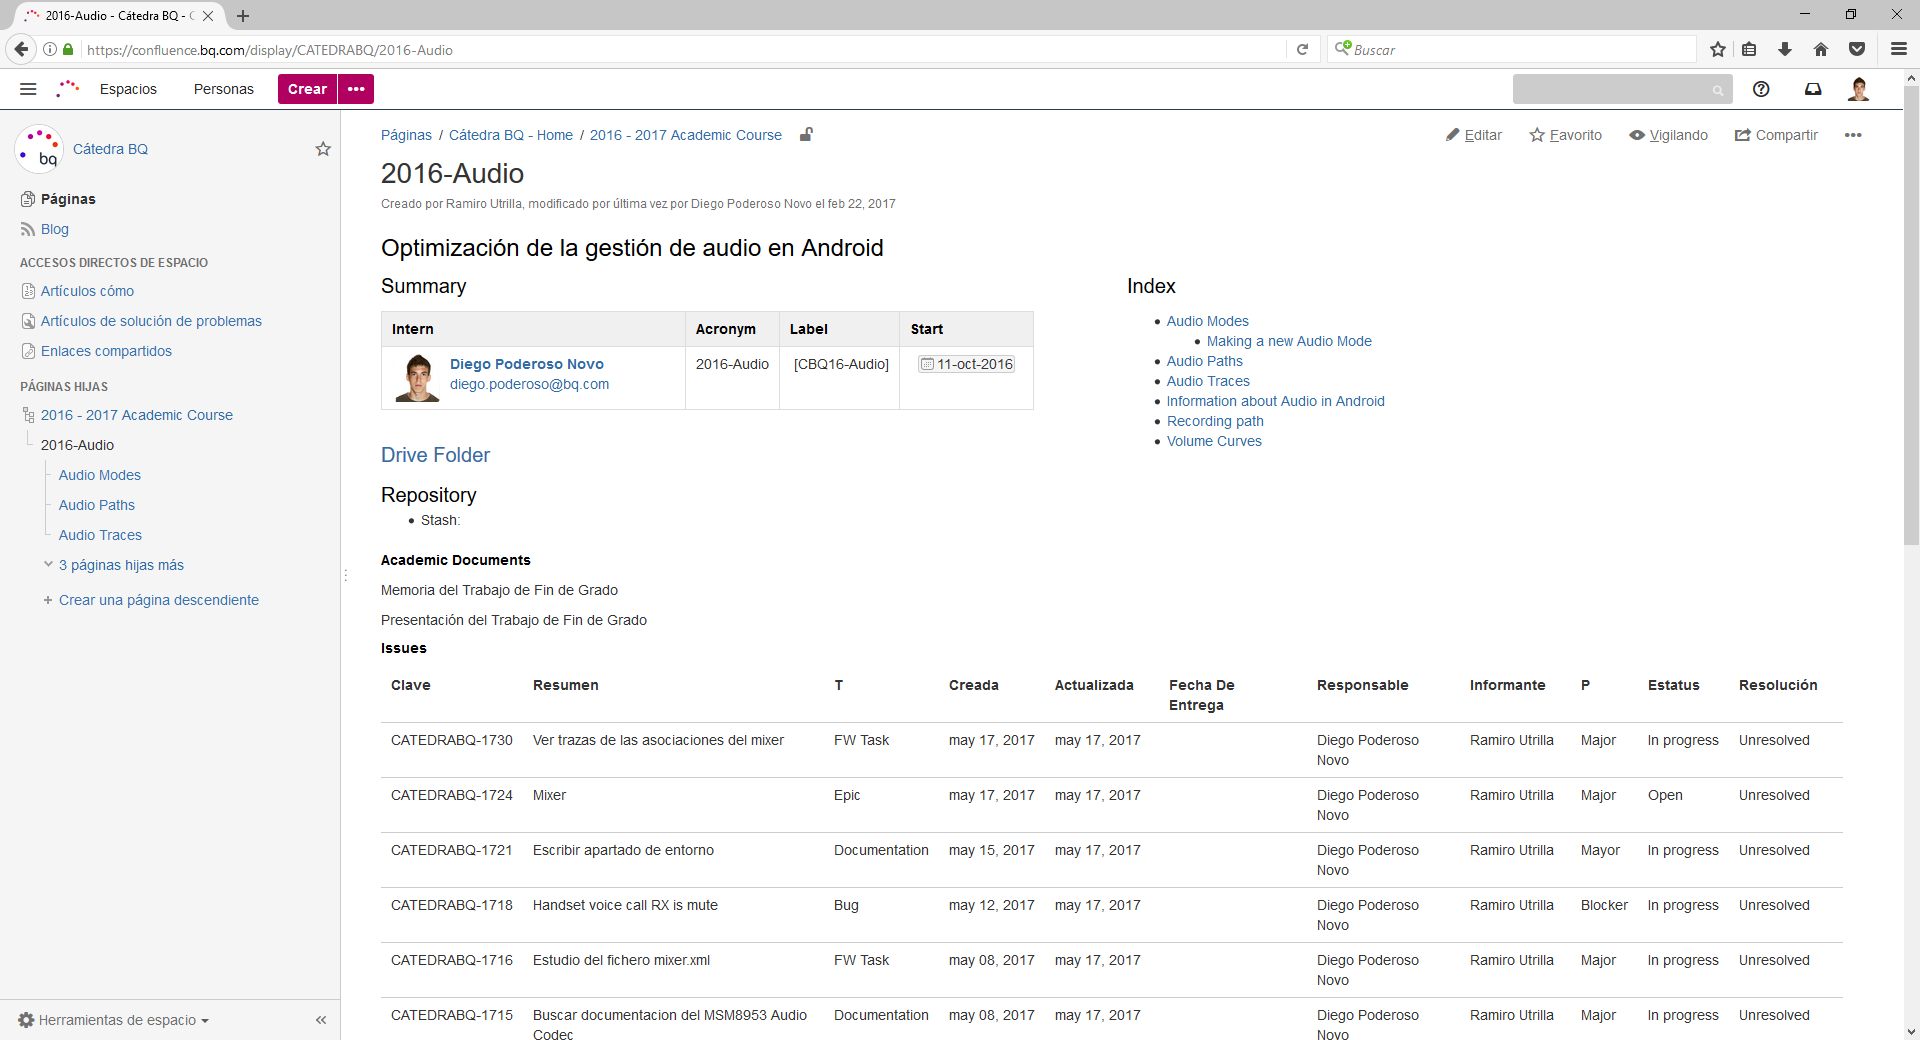 2016-Audio - Cátedra BQ - C
https://confluence.bq.com/display/CATEDRABQ/2016-Audio
Buscar
Espacios Personas Crear
bq
Cátedra BQ
Páginas
Blog
ACCESOS DIRECTOS DE ESPACIO
Artículos cómo
Artículos de solución de problemas
Enlaces compartidos
PÁGINAS HIJAS
2016 - 2017 Academic Course
2016-Audio
Audio Modes
Audio Paths
Audio Traces
3 páginas hijas más
Crear una página descendiente
Herramientas de espacio
Páginas / Cátedra BQ - Home / 2016 - 2017 Academic Course
Editar Favorito Vigilando Compartir
2016-Audio
Creado por Ramiro Utrilla, modificado por última vez por Diego Poderoso Novo el feb 22, 2017
Optimización de la gestión de audio en Android
Summary
Intern Acronym Label Start
Diego Poderoso Novo 2016-Audio [CBQ16-Audio] 11-oct-2016
diego.poderoso@bq.com
Index
Audio Modes
Making a new Audio Mode
Audio Paths
Audio Traces
Information about Audio in Android
Recording path
Volume Curves
Drive Folder
Repository
Stash:
Academic Documents
Memoria del Trabajo de Fin de Grado
Presentación del Trabajo de Fin de Grado
Issues
Clave Resumen T Creada Actualizada Fecha De Responsable Informante P Estatus Resolución
Entrega
CATEDRABQ-1730 Ver trazas de las asociaciones del mixer FW Task may 17, 2017 may 17, 2017 Diego Poderoso Ramiro Utrilla Major In progress Unresolved
Novo
CATEDRABQ-1724 Mixer Epic may 17, 2017 may 17, 2017 Diego Poderoso Ramiro Utrilla Major Open Unresolved
Novo
CATEDRABQ-1721 Escribir apartado de entorno Documentation may 15, 2017 may 17, 2017 Diego Poderoso Ramiro Utrilla Mayor In progress Unresolved
Novo
CATEDRABQ-1718 Handset voice call RX is mute Bug may 12, 2017 may 17, 2017 Diego Poderoso Ramiro Utrilla Blocker In progress Unresolved
Novo
CATEDRABQ-1716 Estudio del fichero mixer.xml FW Task may 08, 2017 may 17, 2017 Diego Poderoso Ramiro Utrilla Major In progress Unresolved
Novo
CATEDRABQ-1715 Buscar documentacion del MSM8953 Audio Documentation may 08, 2017 may 17, 2017 Diego Poderoso Ramiro Utrilla Major In progress Unresolved
Codec Novo